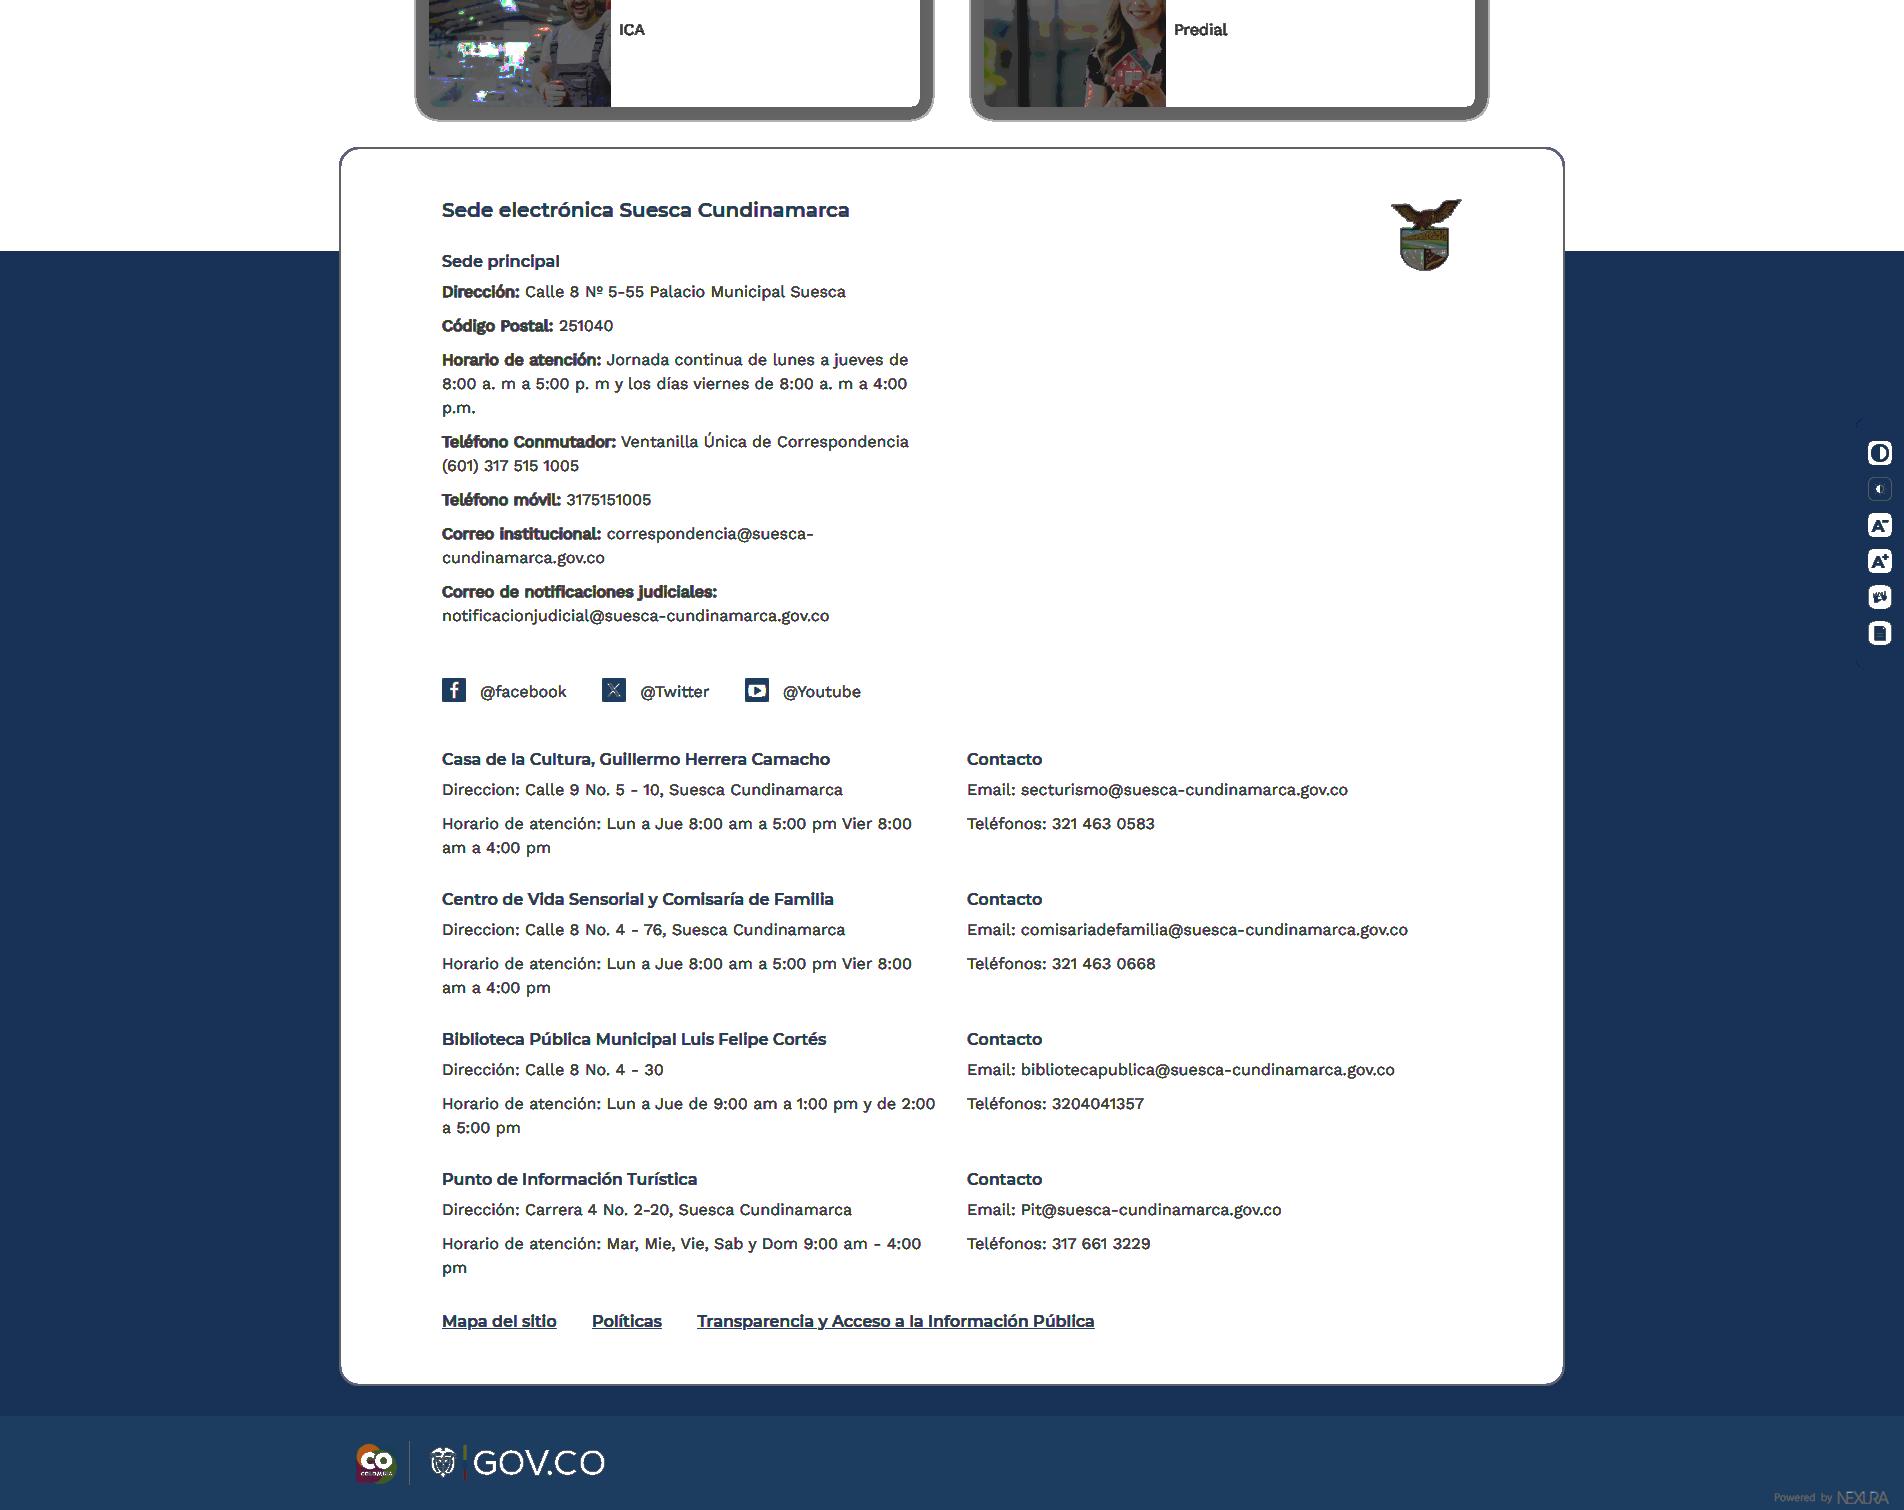 ICA
Predial
Sede electrónica Suesca Cundinamarca
Sede principal
Dirección: Calle 8 Nº 5-55 Palacio Municipal Suesca
Código Postal: 251040
Horario de atención: Jornada continua de lunes a jueves de
8:00 a. m a 5:00 p. m y los días viernes de 8:00 a. m a 4:00
p.m.
Teléfono Conmutador: Ventanilla Única de Correspondencia
(601) 317 515 1005
Teléfono móvil: 3175151005
Correo institucional: correspondencia@suesca-
cundinamarca.gov.co
Correo de notificaciones judiciales:
notificacionjudicial@suesca-cundinamarca.gov.co
@facebook @Twitter @Youtube
Casa de la Cultura, Guillermo Herrera Camacho
Direccion: Calle 9 No. 5 - 10, Suesca Cundinamarca
Horario de atención: Lun a Jue 8:00 am a 5:00 pm Vier 8:00
am a 4:00 pm
Contacto
Email: secturismo@suesca-cundinamarca.gov.co
Teléfonos: 321 463 0583
Centro de Vida Sensorial y Comisaría de Familia
Direccion: Calle 8 No. 4 - 76, Suesca Cundinamarca
Horario de atención: Lun a Jue 8:00 am a 5:00 pm Vier 8:00
am a 4:00 pm
Contacto
Email: comisariadefamilia@suesca-cundinamarca.gov.co
Teléfonos: 321 463 0668
Biblioteca Pública Municipal Luis Felipe Cortés
Dirección: Calle 8 No. 4 - 30
Horario de atención: Lun a Jue de 9:00 am a 1:00 pm y de 2:00
a 5:00 pm
Contacto
Email: bibliotecapublica@suesca-cundinamarca.gov.co
Teléfonos: 3204041357
Punto de Información Turística
Dirección: Carrera 4 No. 2-20, Suesca Cundinamarca
Horario de atención: Mar, Mie, Vie, Sab y Dom 9:00 am - 4:00
pm
Contacto
Email: Pit@suesca-cundinamarca.gov.co
Teléfonos: 317 661 3229
Mapa del sitio Políticas Transparencia y Acceso a la Información Pública
A-
A+
CO
COLOMBIA
GOV.CO
Powered by NEXURA